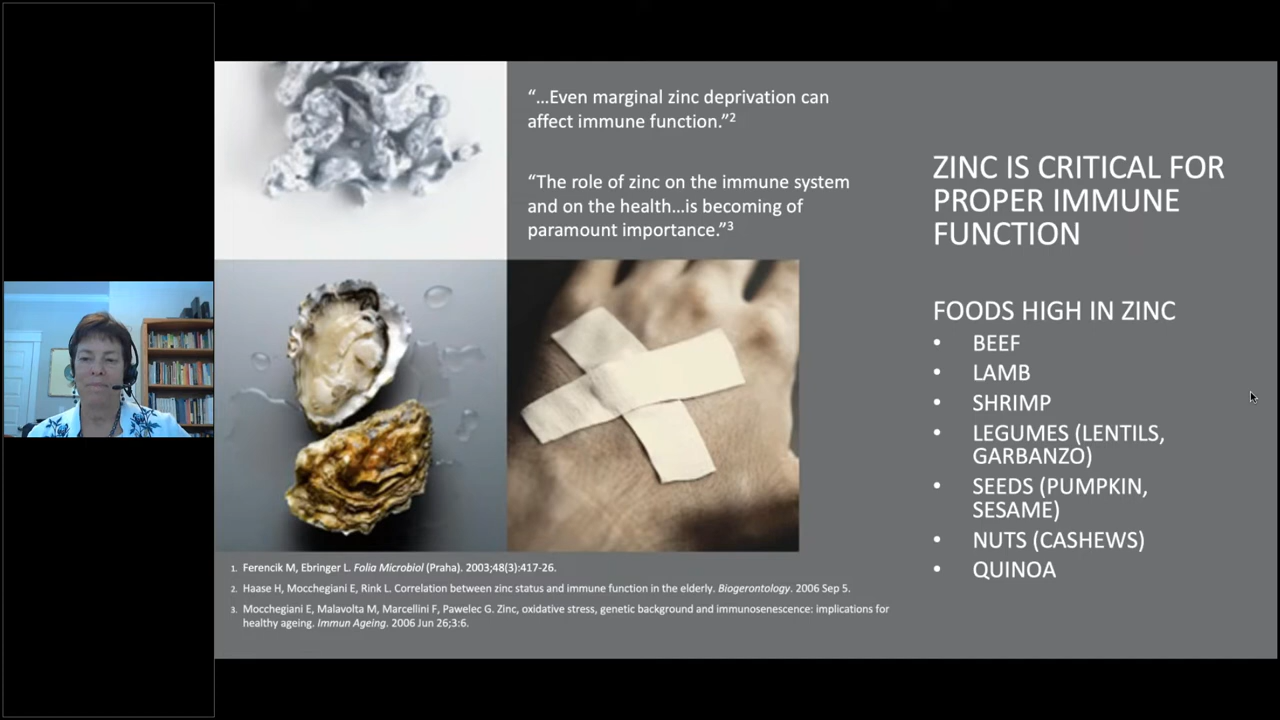 “...Even marginal zinc deprivation can
affect immune function.”2
“The role of zinc on the immune system
and on the health...is becoming of
paramount importance.”3
ZINC IS CRITICAL FOR
PROPER IMMUNE
FUNCTION
FOODS HIGH IN ZINC
• BEEF
• LAMB
• SHRIMP
• LEGUMES (LENTILS,
GARBANZO)
• SEEDS (PUMPKIN,
SESAME)
• NUTS (CASHEWS)
• QUINOA
1. Ferencik M, Ebringer L. Folia Microbiol (Praha). 2003;48(3):417-26.
2. Haase H, Mocchegiani E, Rink L. Correlation between zinc status and immune function in the elderly. Biogerontology. 2006 Sep 5.
3. Mocchegiani E, Malavolta M, Marcellini F, Pawelec G. Zinc, oxidative stress, genetic background and immunosenescence: implications for
healthy ageing. Immun Ageing. 2006 Jun 26;3:6.